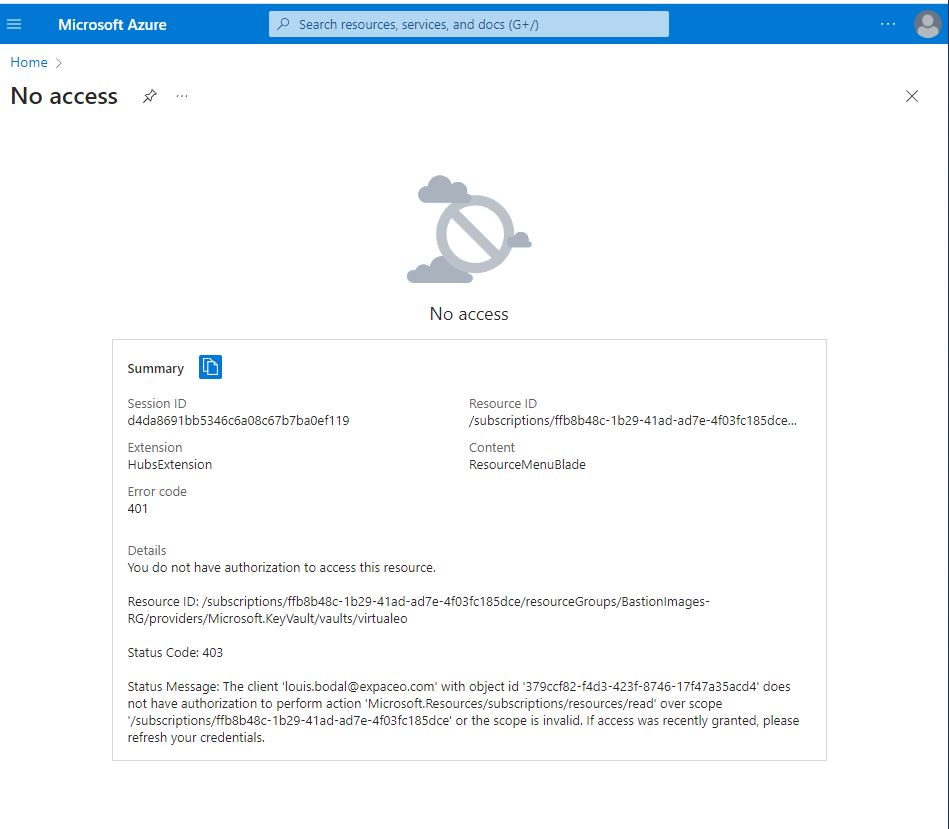 Microsoft Azure
Search resources, services, and docs (G+/)
...
Home >
No access
...
No access
Summary
Session ID
d4da8691bb5346c6a08c67b7ba0ef119
Resource ID
/subscriptions/ffb8b48c-1b29-41ad-ad7e-4f03fc185dce...
Extension
HubsExtension
Content
ResourceMenuBlade
Error code
401
Details
You do not have authorization to access this resource.
Resource ID: /subscriptions/ffb8b48c-1b29-41ad-ad7e-4f03fc185dce/resourceGroups/BastionImages-
RG/providers/Microsoft.KeyVault/vaults/virtualeo
Status Code: 403
Status Message: The client 'louis.bodal@expaceo.com' with object id '379ccf82-f4d3-423f-8746-17f47a35acd4' does
not have authorization to perform action 'Microsoft.Resources/subscriptions/resources/read' over scope
'/subscriptions/ffb8b48c-1b29-41ad-ad7e-4f03fc185dce' or the scope is invalid. If access was recently granted, please
refresh your credentials.